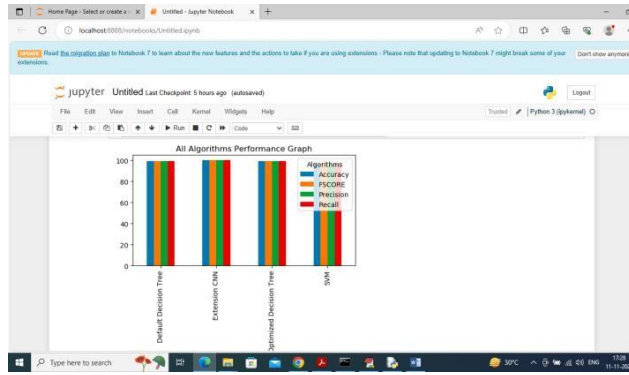 Home Page - Select or create a
Untitled - Jupyter Notebook
localhost:8888/notebooks/Untitled.ipynb
UPDATE Read the migration plan to Notebook 7 to learn about the new features and the actions to take if you are using extensions - Please note that updating to Notebook 7 might break some of your extensions.
Don't show anymore
jupyter Untitled Last Checkpoint: 5 hours ago (autosaved)
Logout
File Edit View Insert Cell Kernel Widgets Help
Trusted
Python 3 (ipykernel)
Run
Code
All Algorithms Performance Graph
100
80
60
40
20
0
Algorithms
Accuracy
FSCORE
Precision
Recall
Default Decision Tree
Extension CNN
Optimized Decision Tree
SVM
Type here to search
30°C
ENG
17:28